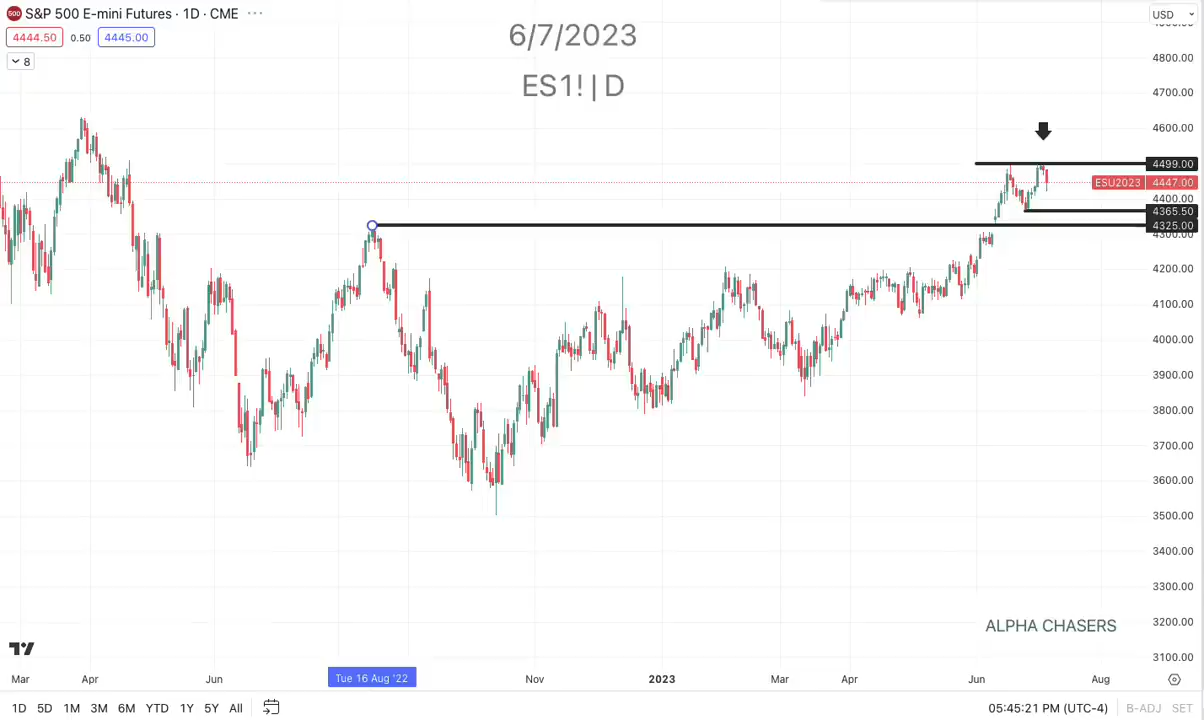 500 S&P 500 E-mini Futures · 1D · CME ···
USD
4444.50 0.50 4445.00
8
6/7/2023
ES1! | D
4800.00
4700.00
4600.00
4499.00
ESU2023 4447.00
4400.00
4365.50
4325.00
4300.00
4200.00
4100.00
4000.00
3900.00
3800.00
3700.00
3600.00
3500.00
3400.00
3300.00
3200.00
3100.00
ALPHA CHASERS
Mar Apr Jun Tue 16 Aug '22 Nov 2023 Mar Apr Jun Aug
1D 5D 1M 3M 6M YTD 1Y 5Y All 05:45:21 PM (UTC-4) B-ADJ SET